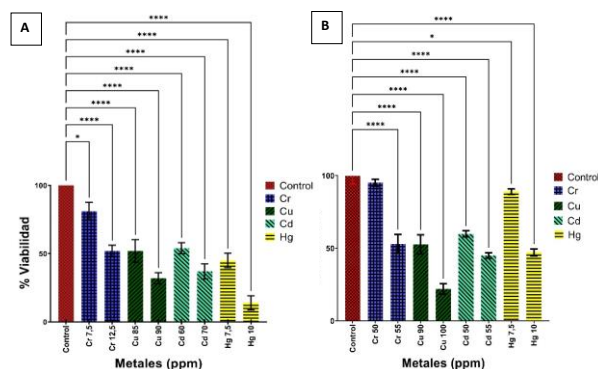 A
****
****
****
****
****
****
****
*
% Viabilidad
100
50
0
Control
Cr 7,5
Cr 12,5
Cu 85
Cu 90
Cd 60
Cd 70
Hg 7,5
Hg 10
Metales (ppm)
Control
Cr
Cu
Cd
Hg
B
****
*
****
****
****
****
****
100
50
0
Control
Cr 50
Cr 55
Cu 90
Cu 100
Cd 50
Cd 55
Hg 7,5
Hg 10
Metales (ppm)
Control
Cr
Cu
Cd
Hg